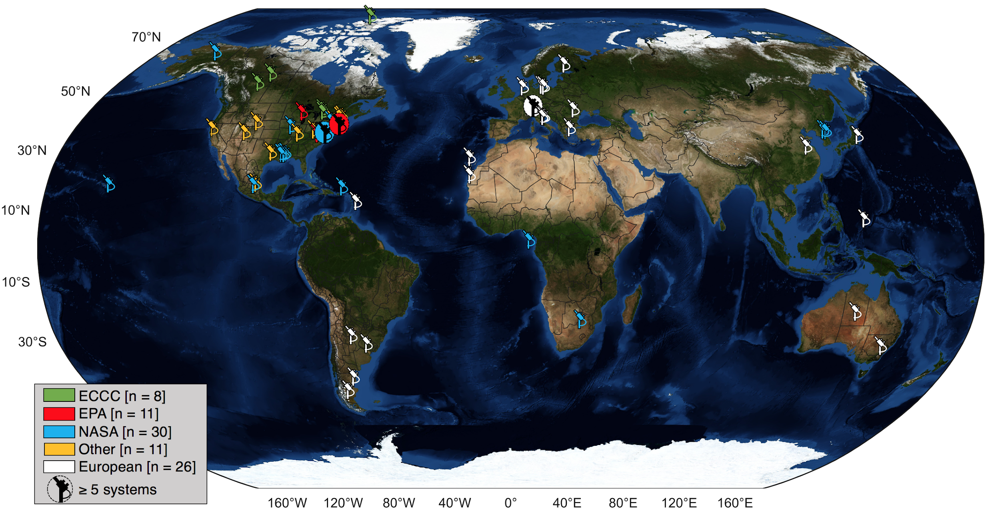 70°N
50°N
30°N
10°N
10°S
30°S
ECCC [n = 8]
EPA [n = 11]
NASA [n = 30]
Other [n = 11]
European [n = 26]
≥ 5 systems
160°W 120°W 80°W 40°W 0° 40°E 80°E 120°E 160°E